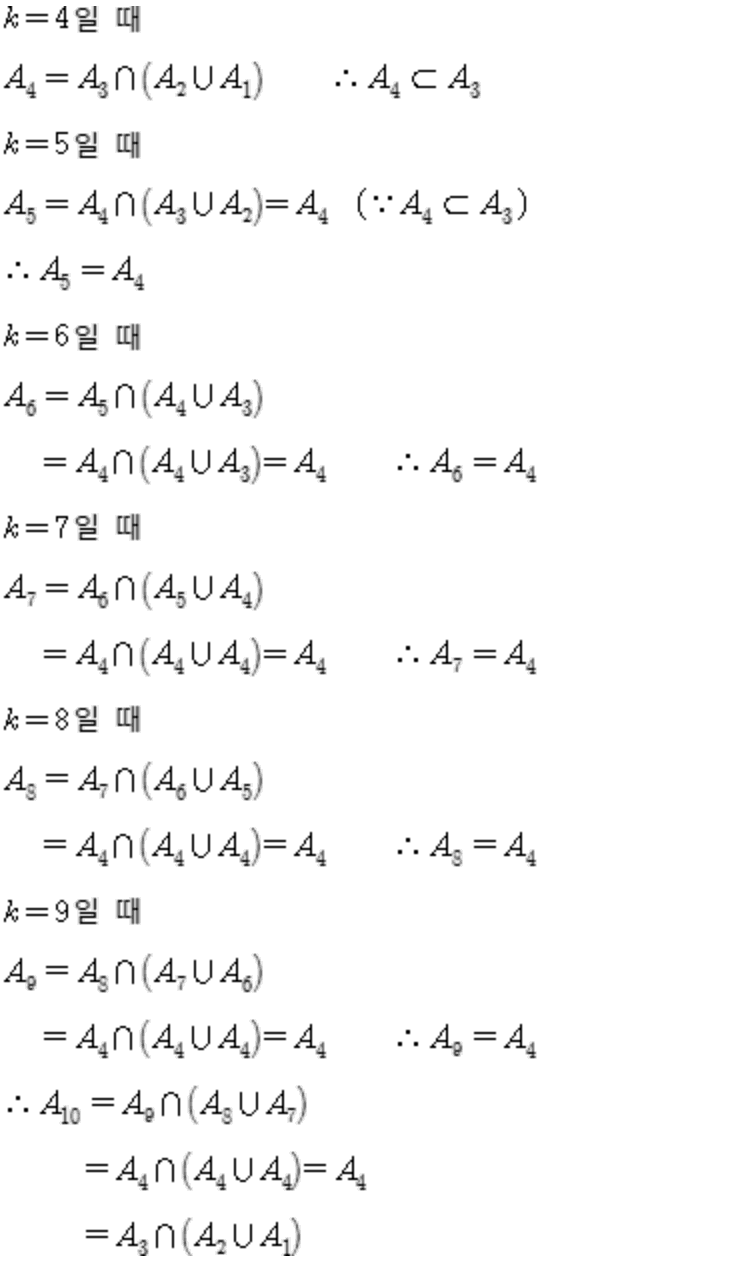 k=4일 때
A₄=A₃∩(A₂∪A₁) ∴A₄⊂A₃
k=5일 때
A₅=A₄∩(A₃∪A₂)=A₄ (∵A₄⊂A₃)
∴A₅=A₄
k=6일 때
A₆=A₅∩(A₄∪A₃)
=A₄∩(A₄∪A₃)=A₄ ∴A₆=A₄
k=7일 때
A₇=A₆∩(A₅∪A₄)
=A₄∩(A₄∪A₄)=A₄ ∴A₇=A₄
k=8일 때
A₈=A₇∩(A₆∪A₅)
=A₄∩(A₄∪A₄)=A₄ ∴A₈=A₄
k=9일 때
A₉=A₈∩(A₇∪A₆)
=A₄∩(A₄∪A₄)=A₄ ∴A₉=A₄
∴A₁₀=A₉∩(A₈∪A₇)
=A₄∩(A₄∪A₄)=A₄
=A₃∩(A₂∪A₁)